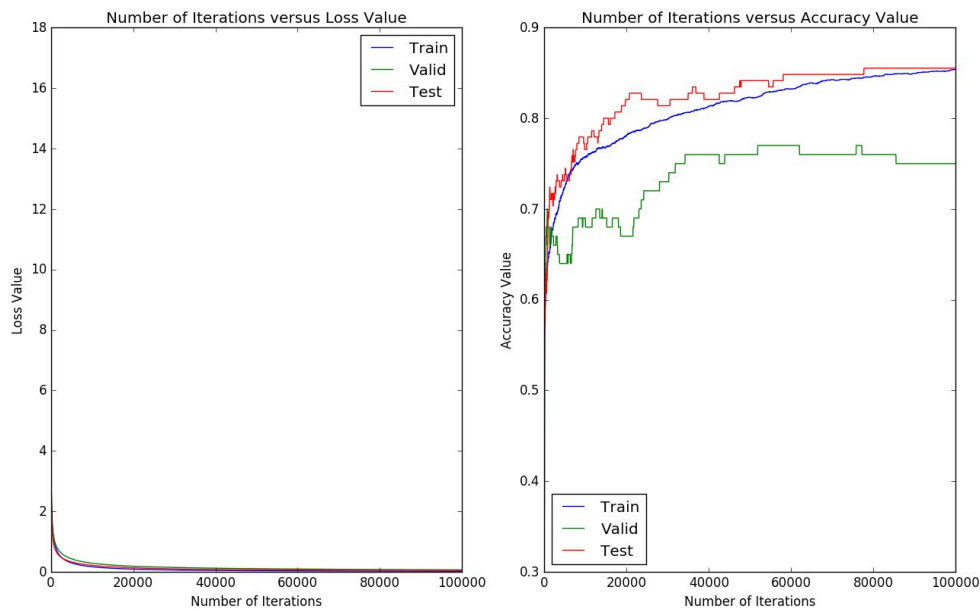 Number of Iterations versus Loss Value
18
16
14
12
10
8
6
4
2
0
Loss Value
Train
Valid
Test
0
20000
40000
60000
80000
100000
Number of Iterations
Number of Iterations versus Accuracy Value
0.9
0.8
0.7
0.6
0.5
0.4
0.3
Accuracy Value
Train
Valid
Test
0
20000
40000
60000
80000
100000
Number of Iterations